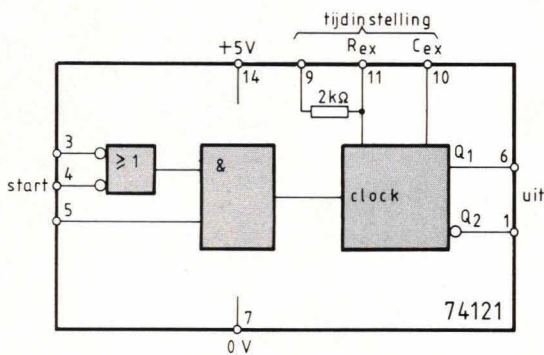 tijdinstelling
+5V Rex Cex
14 9 11 10
2kΩ
3 ≥ 1 & Q1 6
start 4 clock uit
5 Q2 1
7 74121
0 V